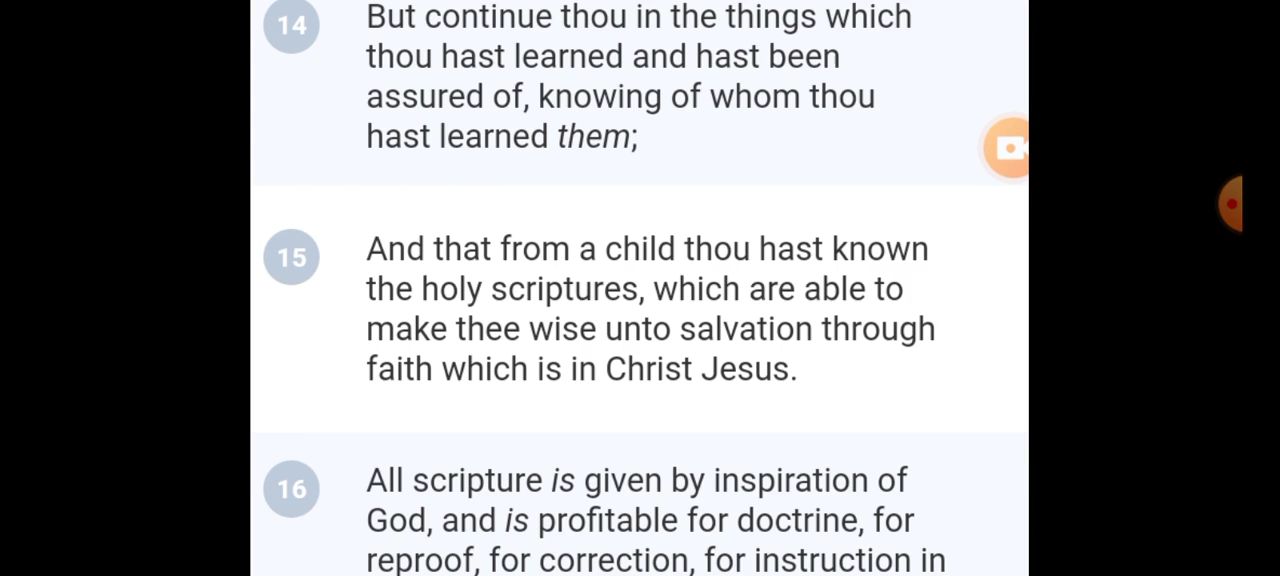 14
But continue thou in the things which
thou hast learned and hast been
assured of, knowing of whom thou
hast learned them;
15
And that from a child thou hast known
the holy scriptures, which are able to
make thee wise unto salvation through
faith which is in Christ Jesus.
16
All scripture is given by inspiration of
God, and is profitable for doctrine, for
reproof, for correction, for instruction in